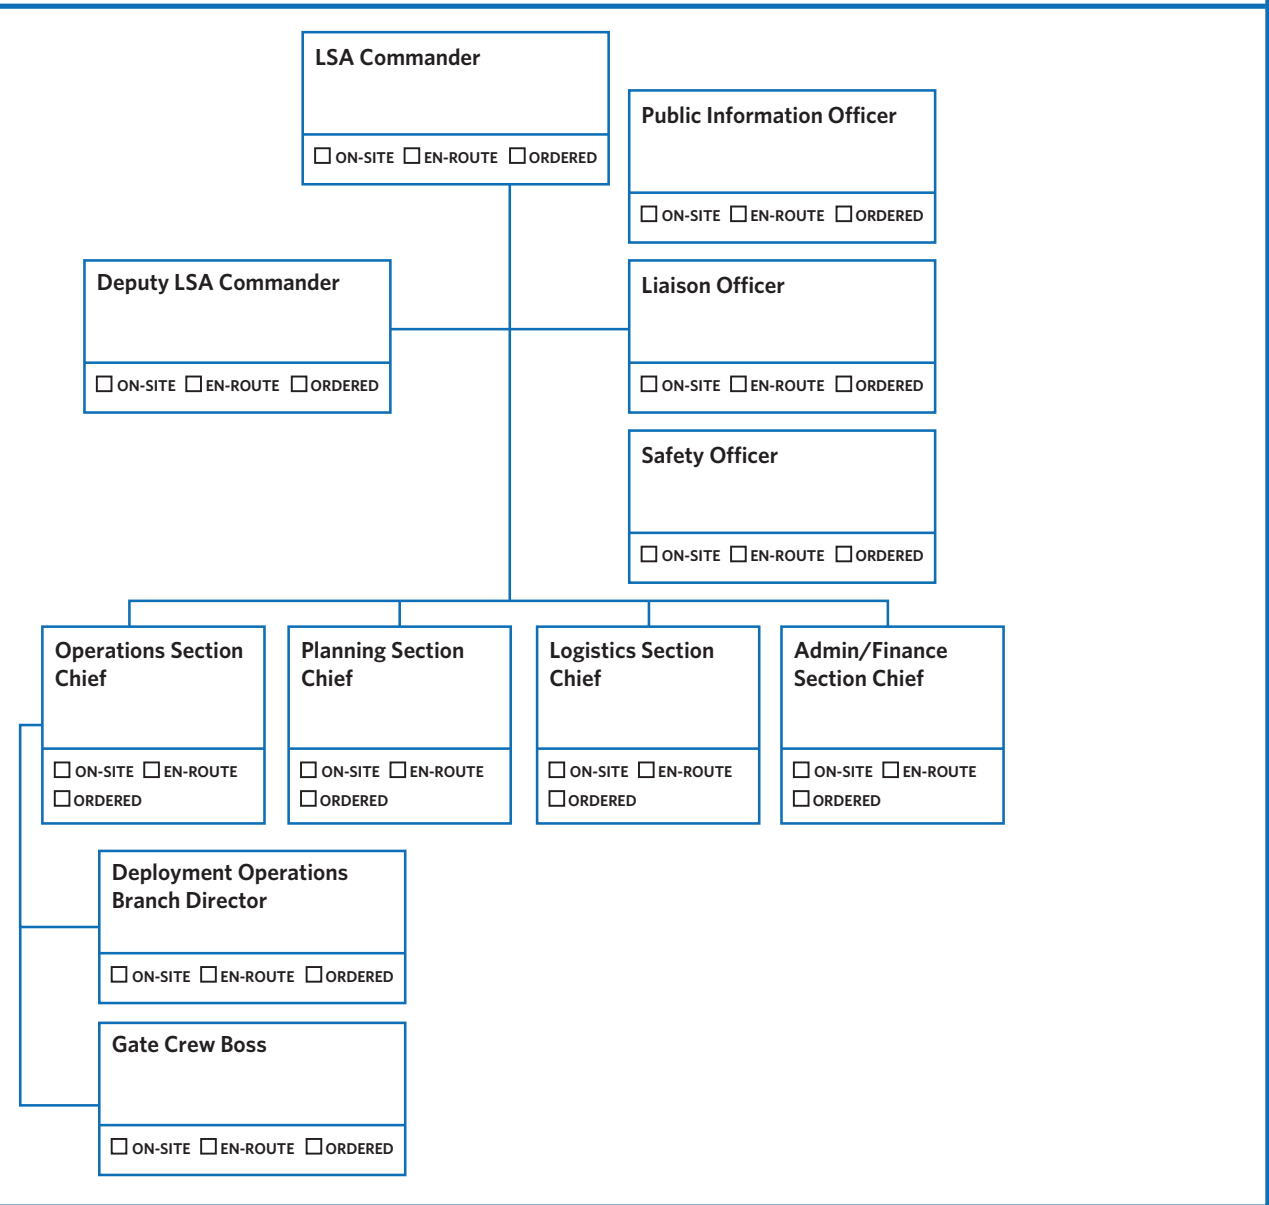 LSA Commander
☐ ON-SITE ☐ EN-ROUTE ☐ ORDERED
Public Information Officer
☐ ON-SITE ☐ EN-ROUTE ☐ ORDERED
Deputy LSA Commander
☐ ON-SITE ☐ EN-ROUTE ☐ ORDERED
Liaison Officer
☐ ON-SITE ☐ EN-ROUTE ☐ ORDERED
Safety Officer
☐ ON-SITE ☐ EN-ROUTE ☐ ORDERED
Operations Section
Chief
☐ ON-SITE ☐ EN-ROUTE
☐ ORDERED
Planning Section
Chief
☐ ON-SITE ☐ EN-ROUTE
☐ ORDERED
Logistics Section
Chief
☐ ON-SITE ☐ EN-ROUTE
☐ ORDERED
Admin/Finance
Section Chief
☐ ON-SITE ☐ EN-ROUTE
☐ ORDERED
Deployment Operations
Branch Director
☐ ON-SITE ☐ EN-ROUTE ☐ ORDERED
Gate Crew Boss
☐ ON-SITE ☐ EN-ROUTE ☐ ORDERED